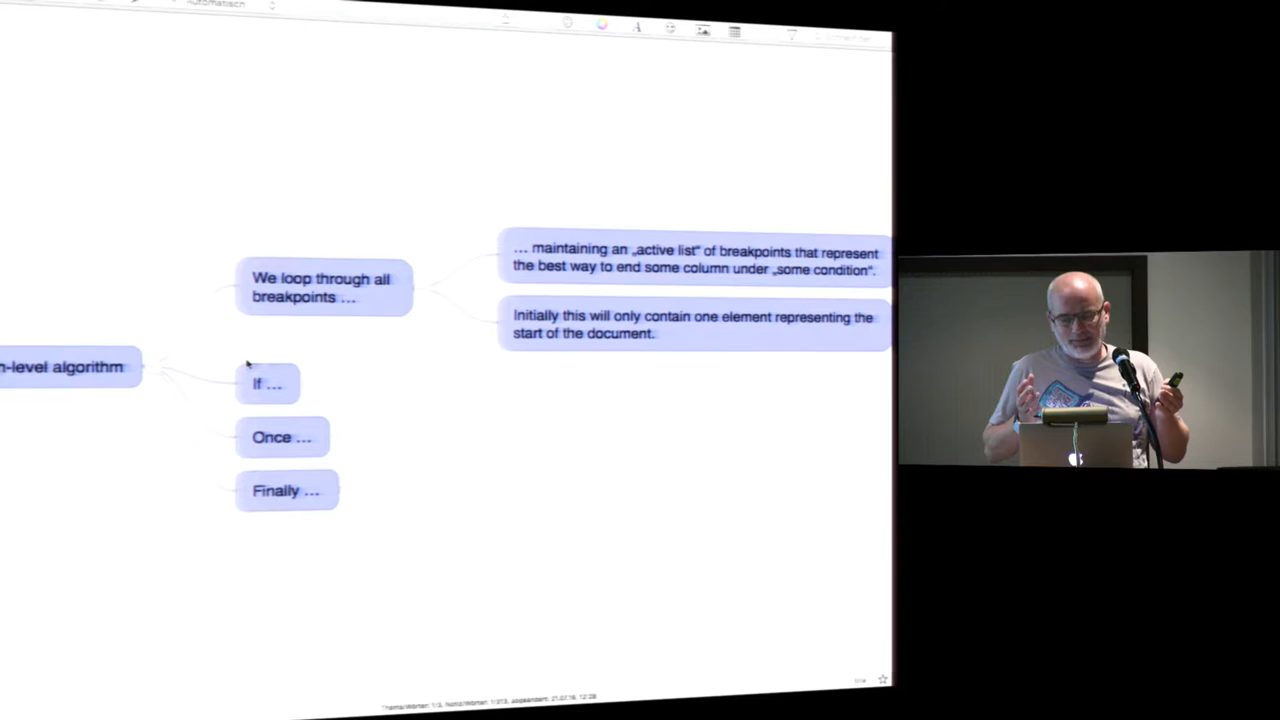 Automatisch
We loop through all
breakpoints ...
... maintaining an „active list“ of breakpoints that represent
the best way to end some column under „some condition“.
Initially this will only contain one element representing the
start of the document.
h-level algorithm
If ...
Once ...
Finally ...